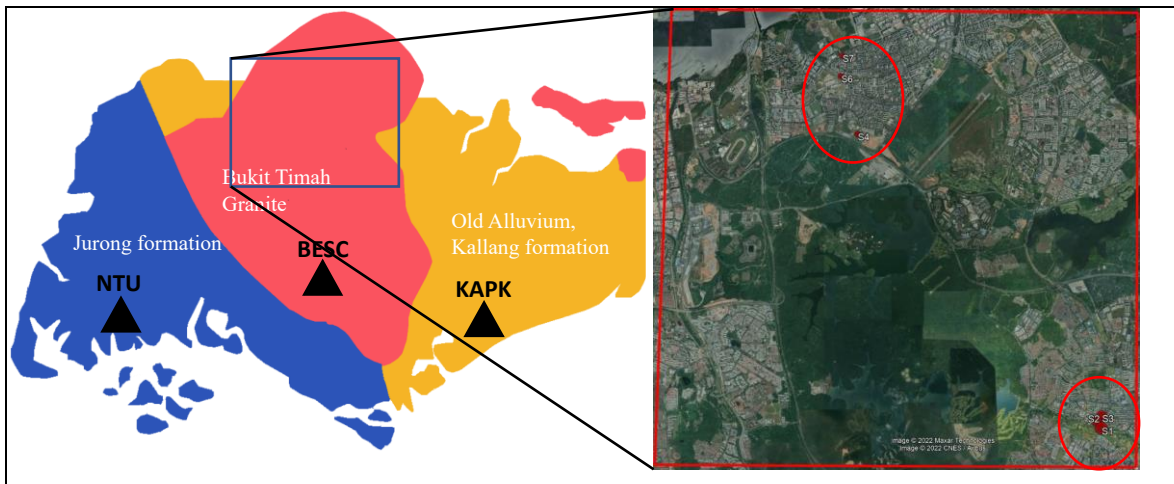 Bukit Timah
Granite
Jurong formation
Old Alluvium,
Kallang formation
NTU
BESC
KAPK
S7
S6
S4
S2 S3
S1
Image © 2022 Maxar Technologies
Image © 2022 CNES / Airbus